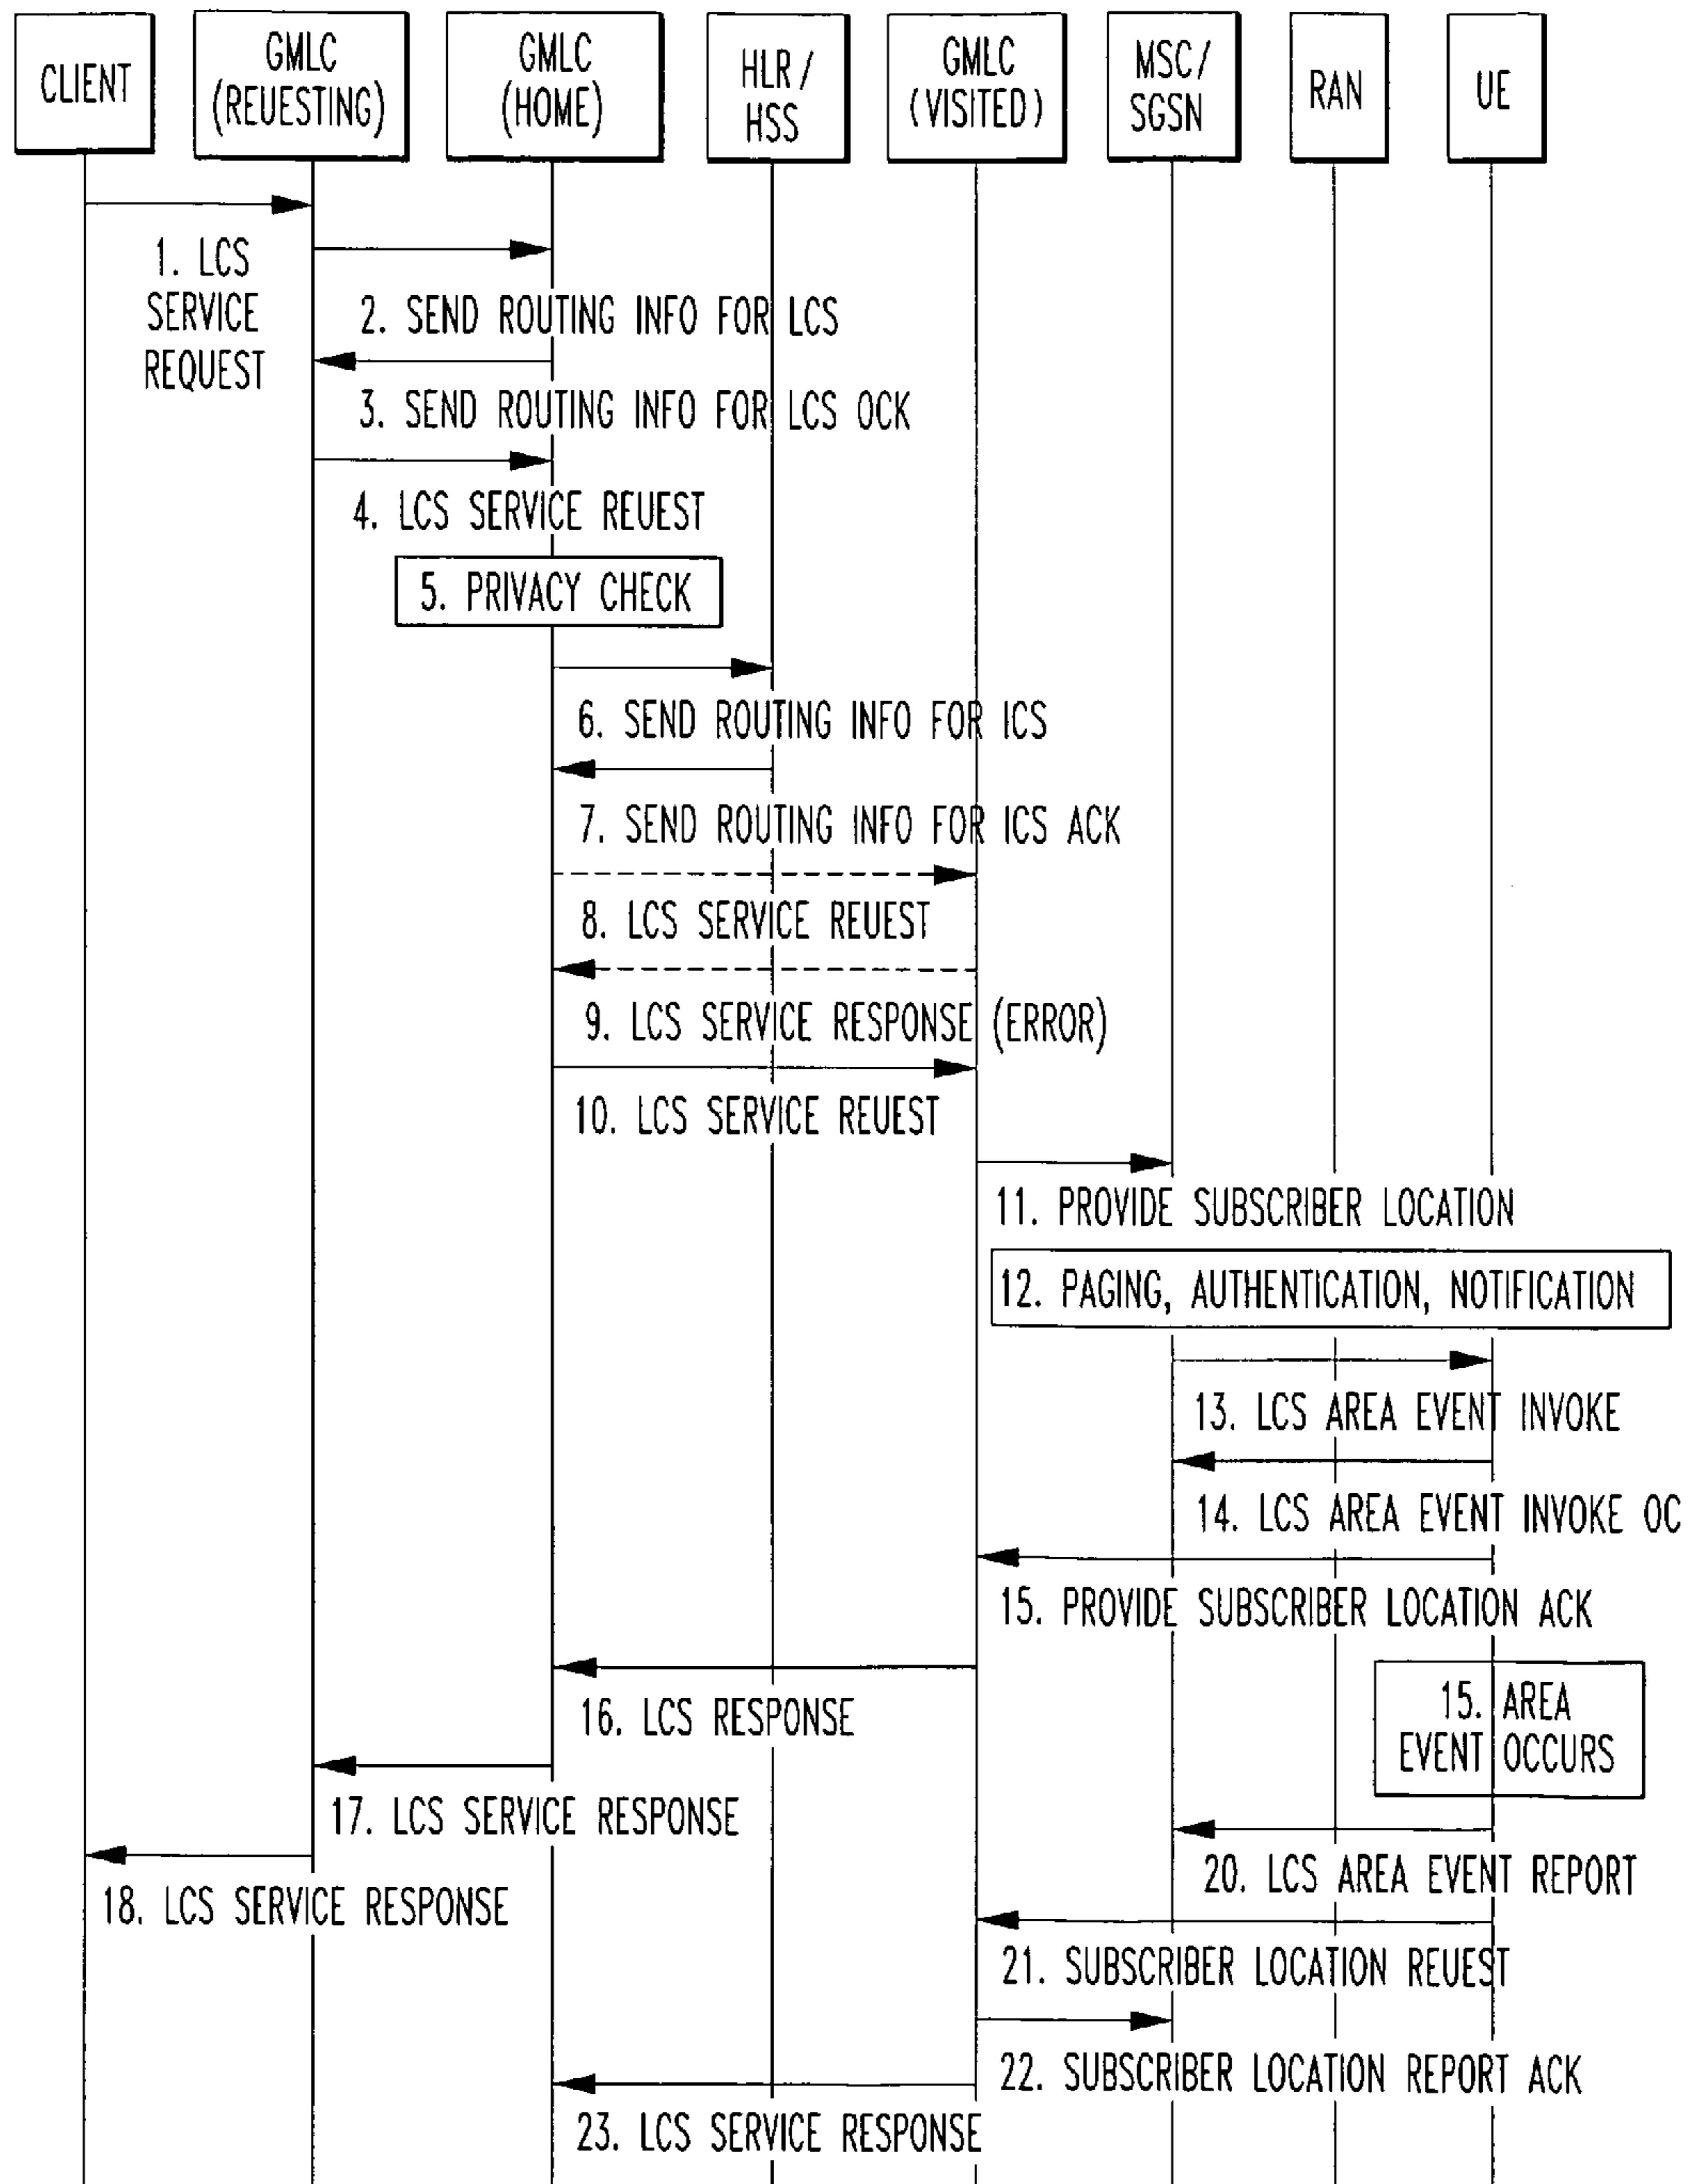 CLIENT
GMLC
(REUESTING)
GMLC
(HOME)
HLR /
HSS
GMLC
(VISITED)
MSC/
SGSN
RAN
UE
1. LCS
SERVICE
REQUEST
2. SEND ROUTING INFO FOR LCS
3. SEND ROUTING INFO FOR LCS OCK
4. LCS SERVICE REUEST
5. PRIVACY CHECK
6. SEND ROUTING INFO FOR ICS
7. SEND ROUTING INFO FOR ICS ACK
8. LCS SERVICE REUEST
9. LCS SERVICE RESPONSE (ERROR)
10. LCS SERVICE REUEST
11. PROVIDE SUBSCRIBER LOCATION
12. PAGING, AUTHENTICATION, NOTIFICATION
13. LCS AREA EVENT INVOKE
14. LCS AREA EVENT INVOKE OC
15. PROVIDE SUBSCRIBER LOCATION ACK
15. AREA
EVENT OCCURS
16. LCS RESPONSE
17. LCS SERVICE RESPONSE
20. LCS AREA EVENT REPORT
18. LCS SERVICE RESPONSE
21. SUBSCRIBER LOCATION REUEST
22. SUBSCRIBER LOCATION REPORT ACK
23. LCS SERVICE RESPONSE